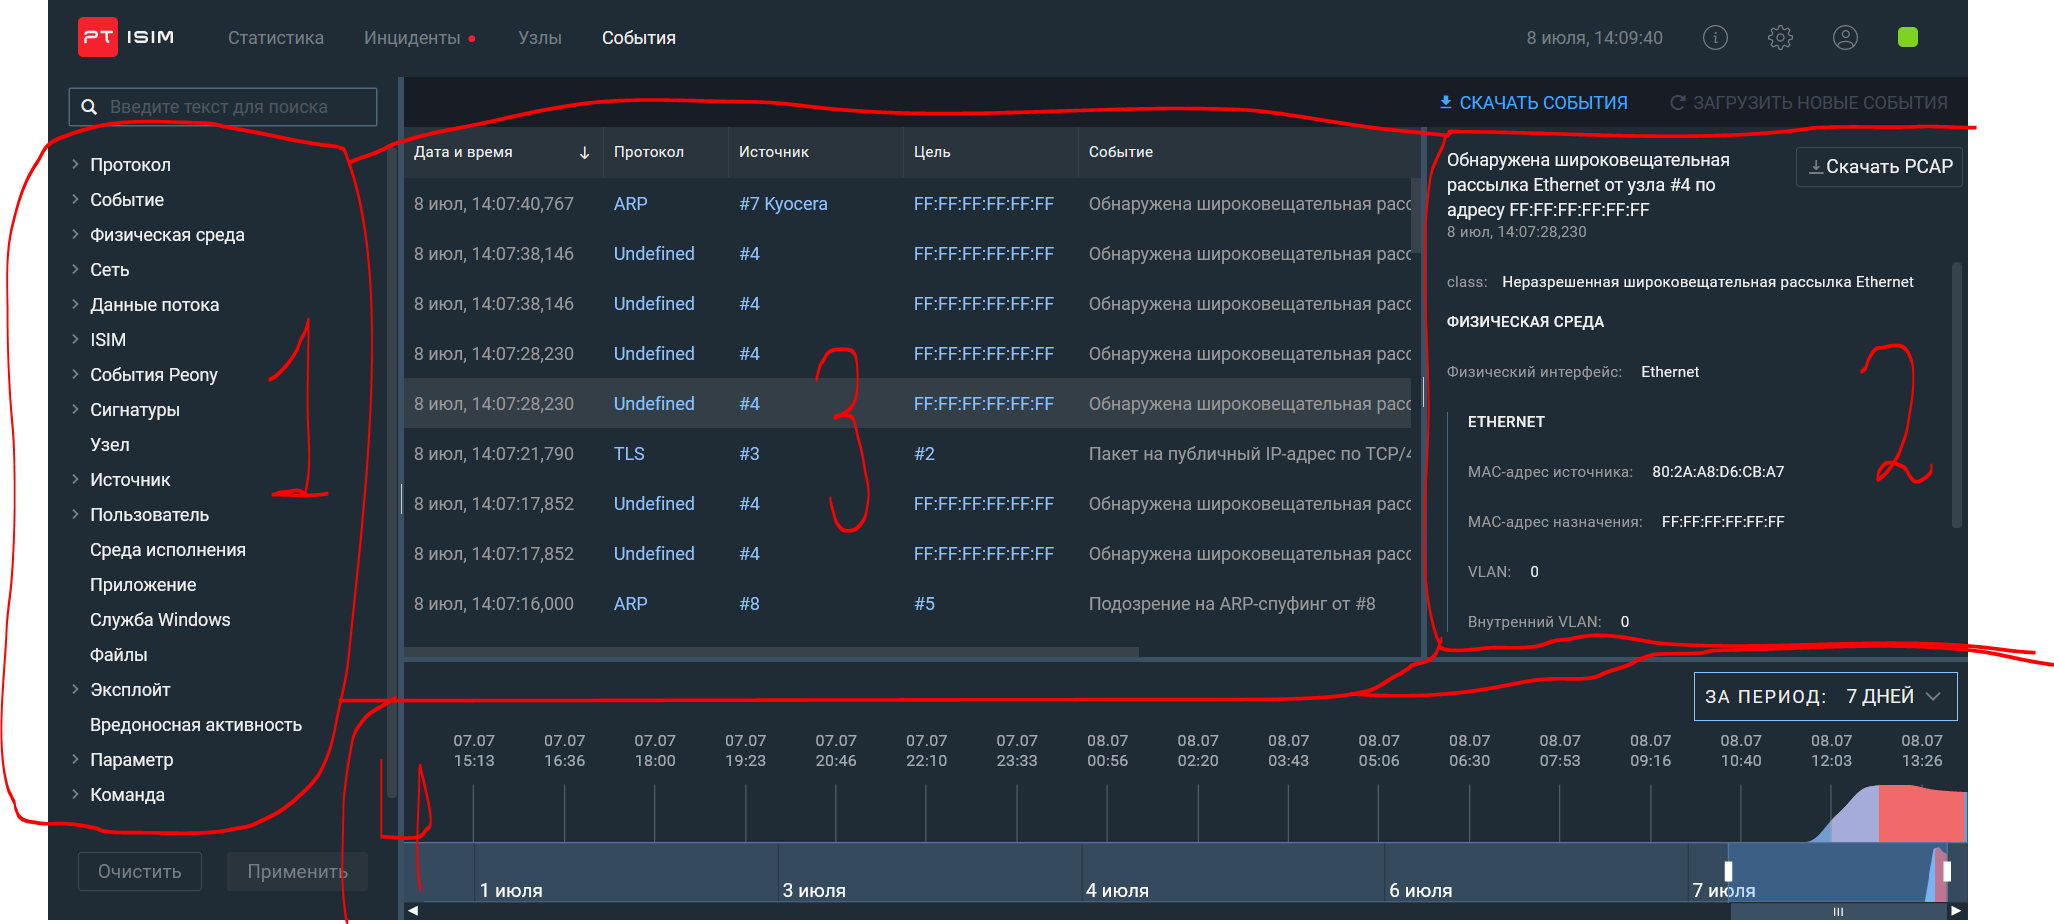 PT ISIM
Статистика
Инциденты
Узлы
События
8 июля, 14:09:40
Введите текст для поиска
СКАЧАТЬ СОБЫТИЯ
ЗАГРУЗИТЬ НОВЫЕ СОБЫТИЯ
Протокол
Событие
Физическая среда
Сеть
Данные потока
ISIM
События Peony
Сигнатуры
Узел
Источник
Пользователь
Среда исполнения
Приложение
Служба Windows
Файлы
Эксплойт
Вредоносная активность
Параметр
Команда
Очистить
Применить
1
Дата и время Протокол Источник Цель Событие
8 июл, 14:07:40,767 ARP #7 Kyocera FF:FF:FF:FF:FF:FF Обнаружена широковещательная расс
8 июл, 14:07:38,146 Undefined #4 FF:FF:FF:FF:FF:FF Обнаружена широковещательная расс
8 июл, 14:07:38,146 Undefined #4 FF:FF:FF:FF:FF:FF Обнаружена широковещательная расс
8 июл, 14:07:28,230 Undefined #4 FF:FF:FF:FF:FF:FF Обнаружена широковещательная расс
8 июл, 14:07:28,230 Undefined #4 FF:FF:FF:FF:FF:FF Обнаружена широковещательная расс
8 июл, 14:07:21,790 TLS #3 #2 Пакет на публичный IP-адрес по TCP/4
8 июл, 14:07:17,852 Undefined #4 FF:FF:FF:FF:FF:FF Обнаружена широковещательная расс
8 июл, 14:07:17,852 Undefined #4 FF:FF:FF:FF:FF:FF Обнаружена широковещательная расс
8 июл, 14:07:16,000 ARP #8 #5 Подозрение на ARP-спуфинг от #8
3
Обнаружена широковещательная
рассылка Ethernet от узла #4 по
адресу FF:FF:FF:FF:FF:FF
8 июл, 14:07:28,230
Скачать PCAP
class: Неразрешенная широковещательная рассылка Ethernet
ФИЗИЧЕСКАЯ СРЕДА
Физический интерфейс: Ethernet
ETHERNET
MAC-адрес источника: 80:2A:A8:D6:CB:A7
MAC-адрес назначения: FF:FF:FF:FF:FF:FF
VLAN: 0
Внутренний VLAN: 0
2
ЗА ПЕРИОД: 7 ДНЕЙ
07.07 07.07 07.07 07.07 07.07 07.07 07.07 08.07 08.07 08.07 08.07 08.07 08.07 08.07 08.07 08.07 08.07
15:13 16:36 18:00 19:23 20:46 22:10 23:33 00:56 02:20 03:43 05:06 06:30 07:53 09:16 10:40 12:03 13:26
4
1 июля 3 июля 4 июля 6 июля 7 июля